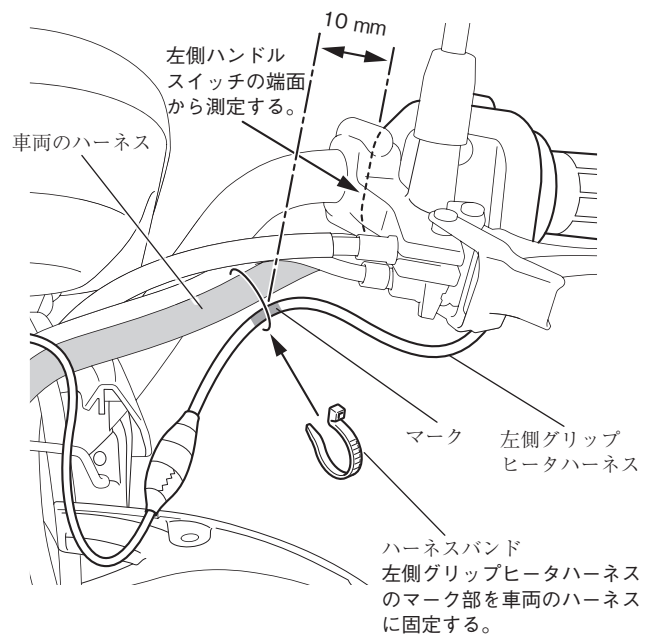 10 mm
左側ハンドル
スイッチの端面
から測定する。
車両のハーネス
マーク
左側グリップ
ヒータハーネス
ハーネスバンド
左側グリップヒータハーネス
のマーク部を車両のハーネス
に固定する。